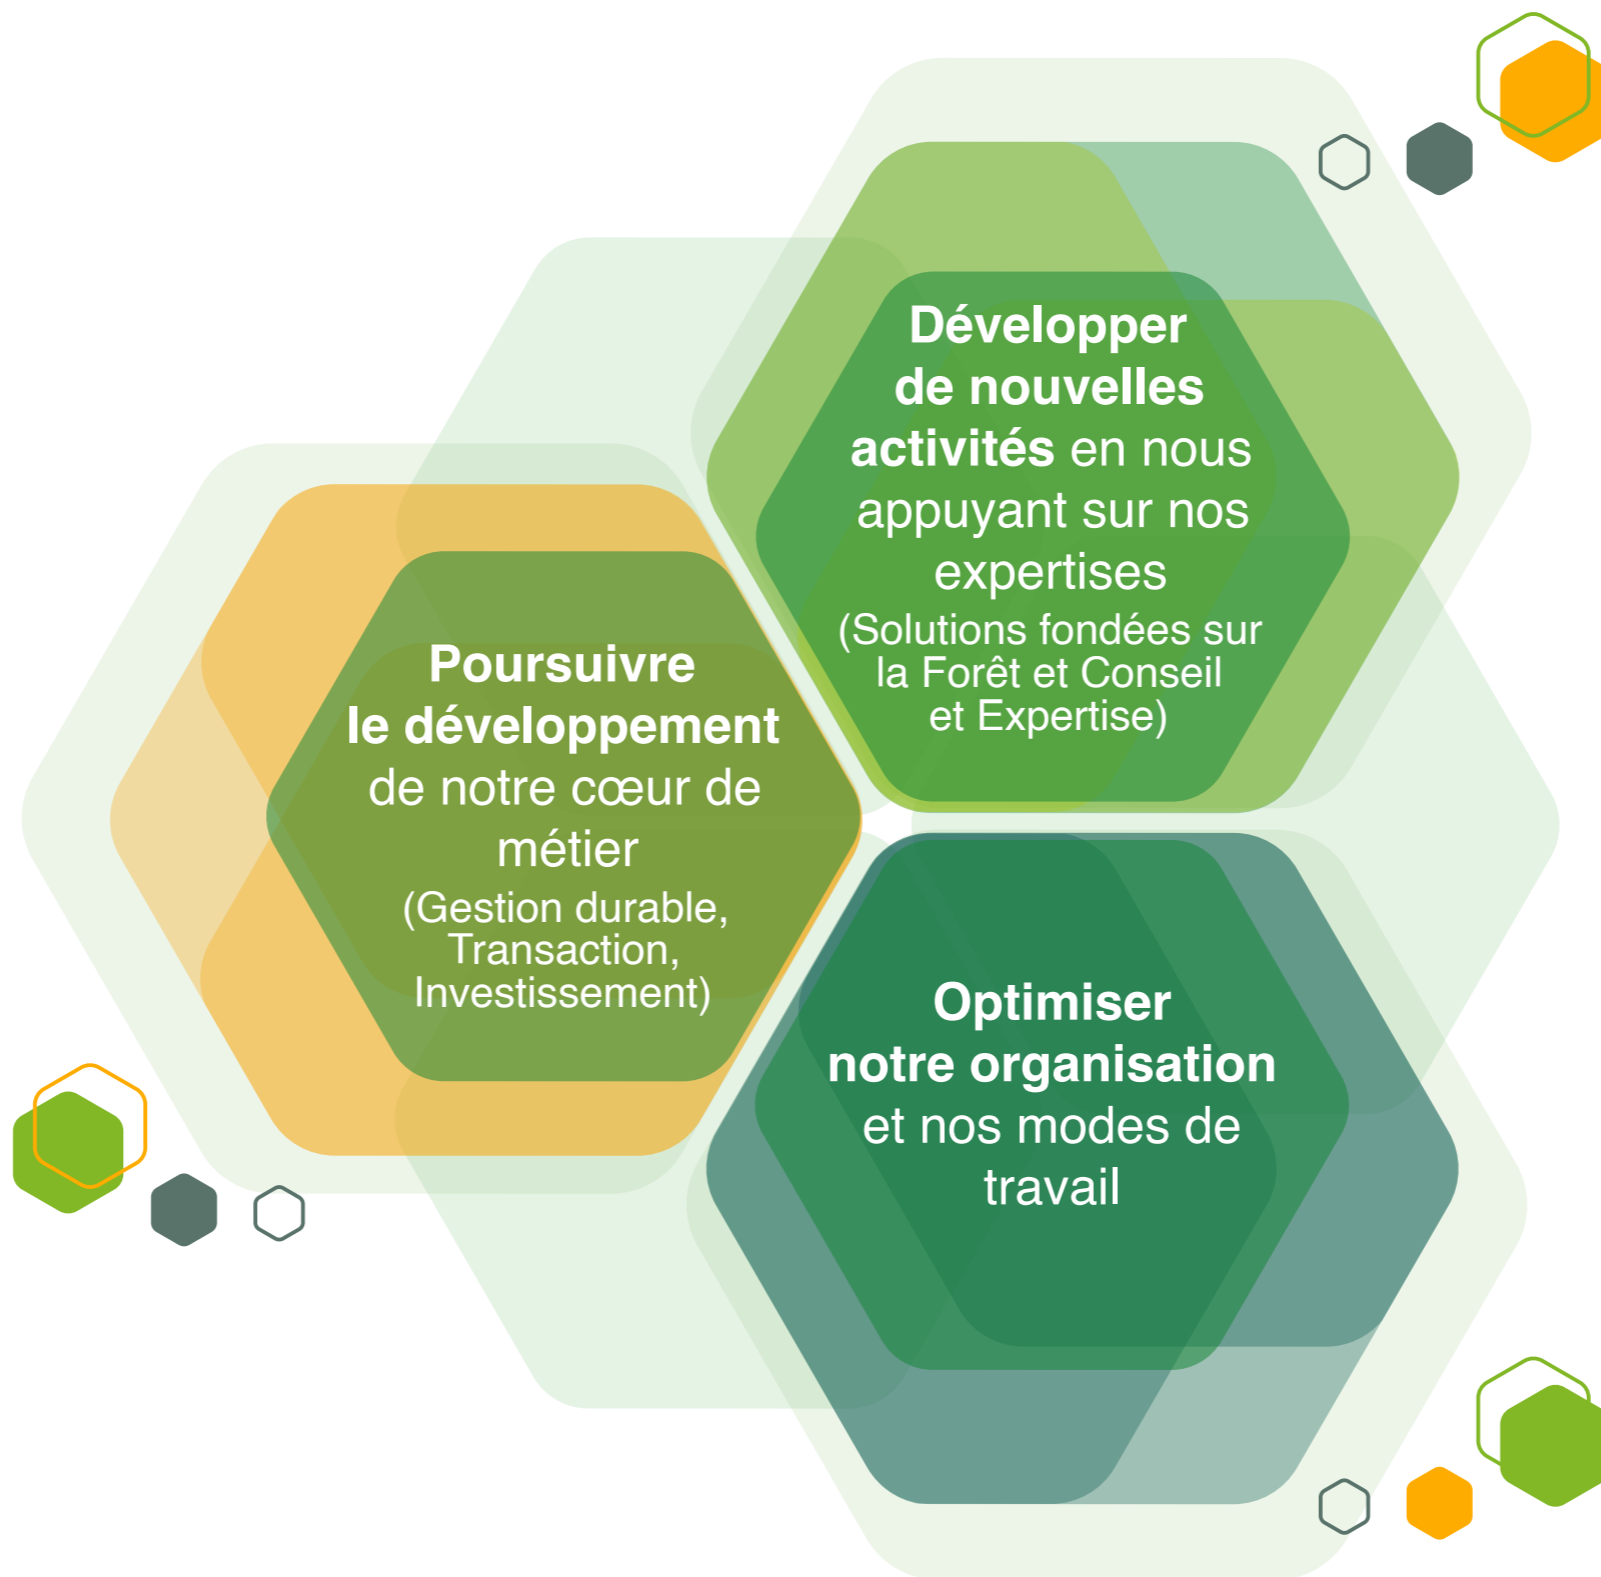 Développer
de nouvelles
activités en nous
appuyant sur nos
expertises
(Solutions fondées sur
la Forêt et Conseil
et Expertise)
Poursuivre
le développement
de notre cœur de
métier
(Gestion durable,
Transaction,
Investissement)
Optimiser
notre organisation
et nos modes de
travail